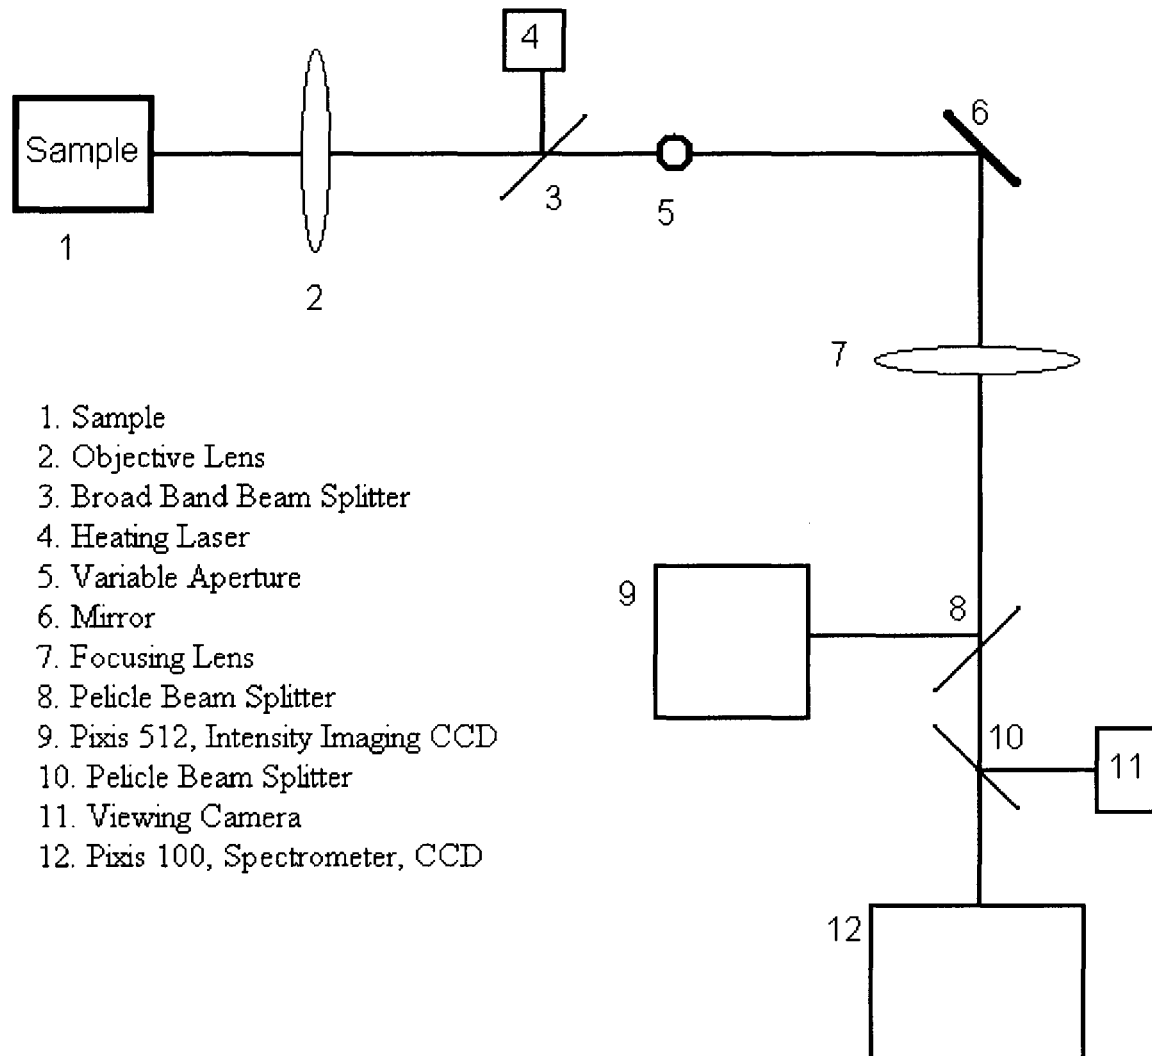 4
6
Sample
3
5
1
2
7
1. Sample
2. Objective Lens
3. Broad Band Beam Splitter
4. Heating Laser
5. Variable Aperture
6. Mirror
7. Focusing Lens
8. Pelicle Beam Splitter
9. Pixis 512, Intensity Imaging CCD
10. Pelicle Beam Splitter
11. Viewing Camera
12. Pixis 100, Spectrometer, CCD
9
8
10
11
12